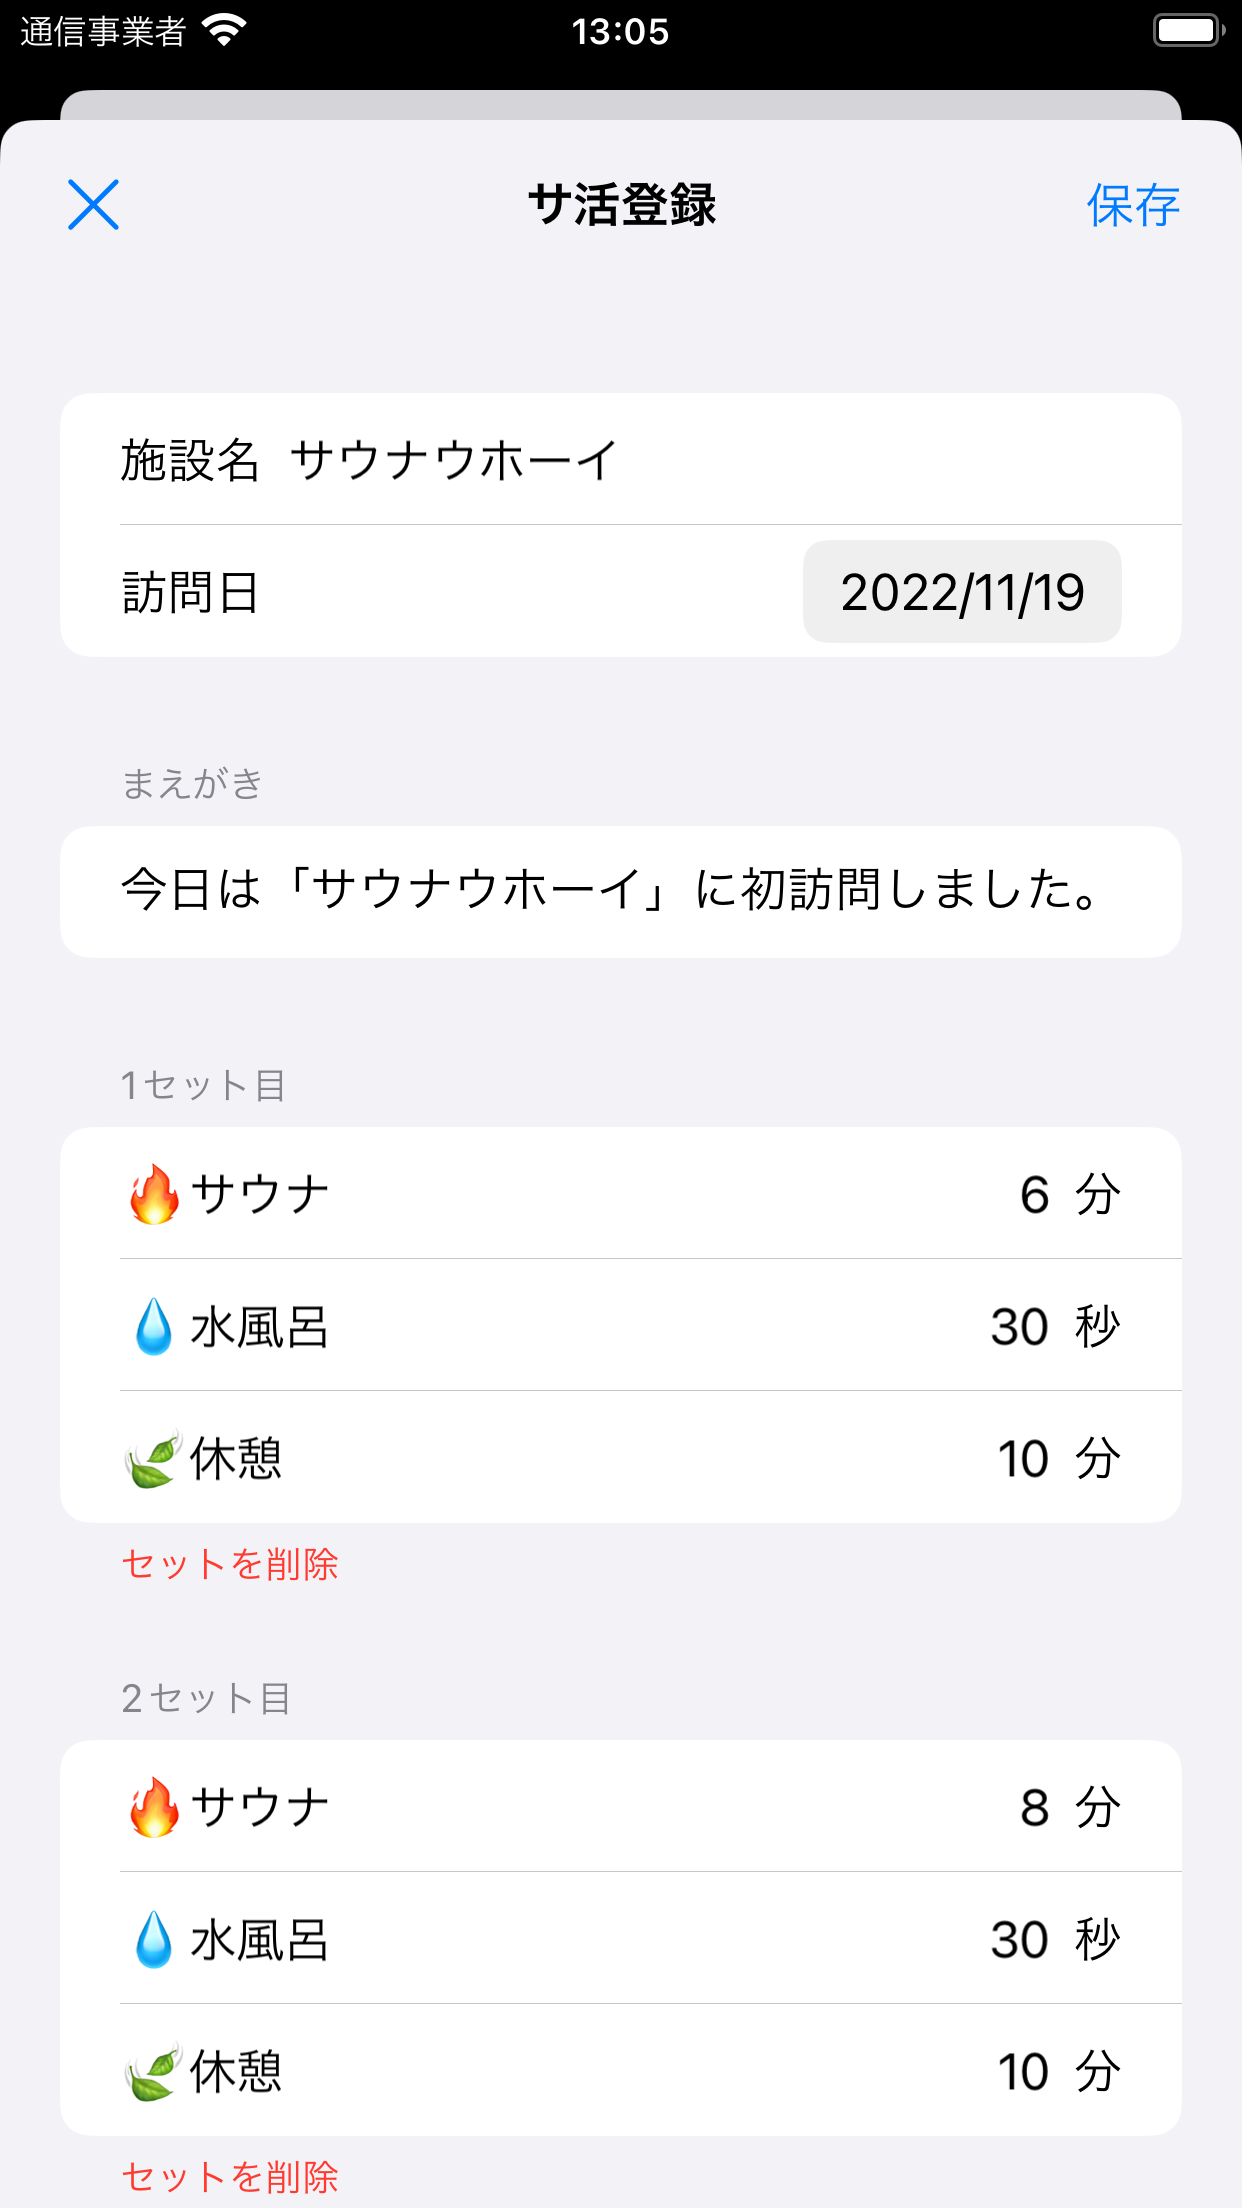 通信事業者 13:05
サ活登録 保存
施設名 サウナウホーイ
訪問日 2022/11/19
まえがき
今日は「サウナウホーイ」に初訪問しました。
1セット目
🔥サウナ 6 分
💧水風呂 30 秒
🍃休憩 10 分
セットを削除
2セット目
🔥サウナ 8 分
💧水風呂 30 秒
🍃休憩 10 分
セットを削除